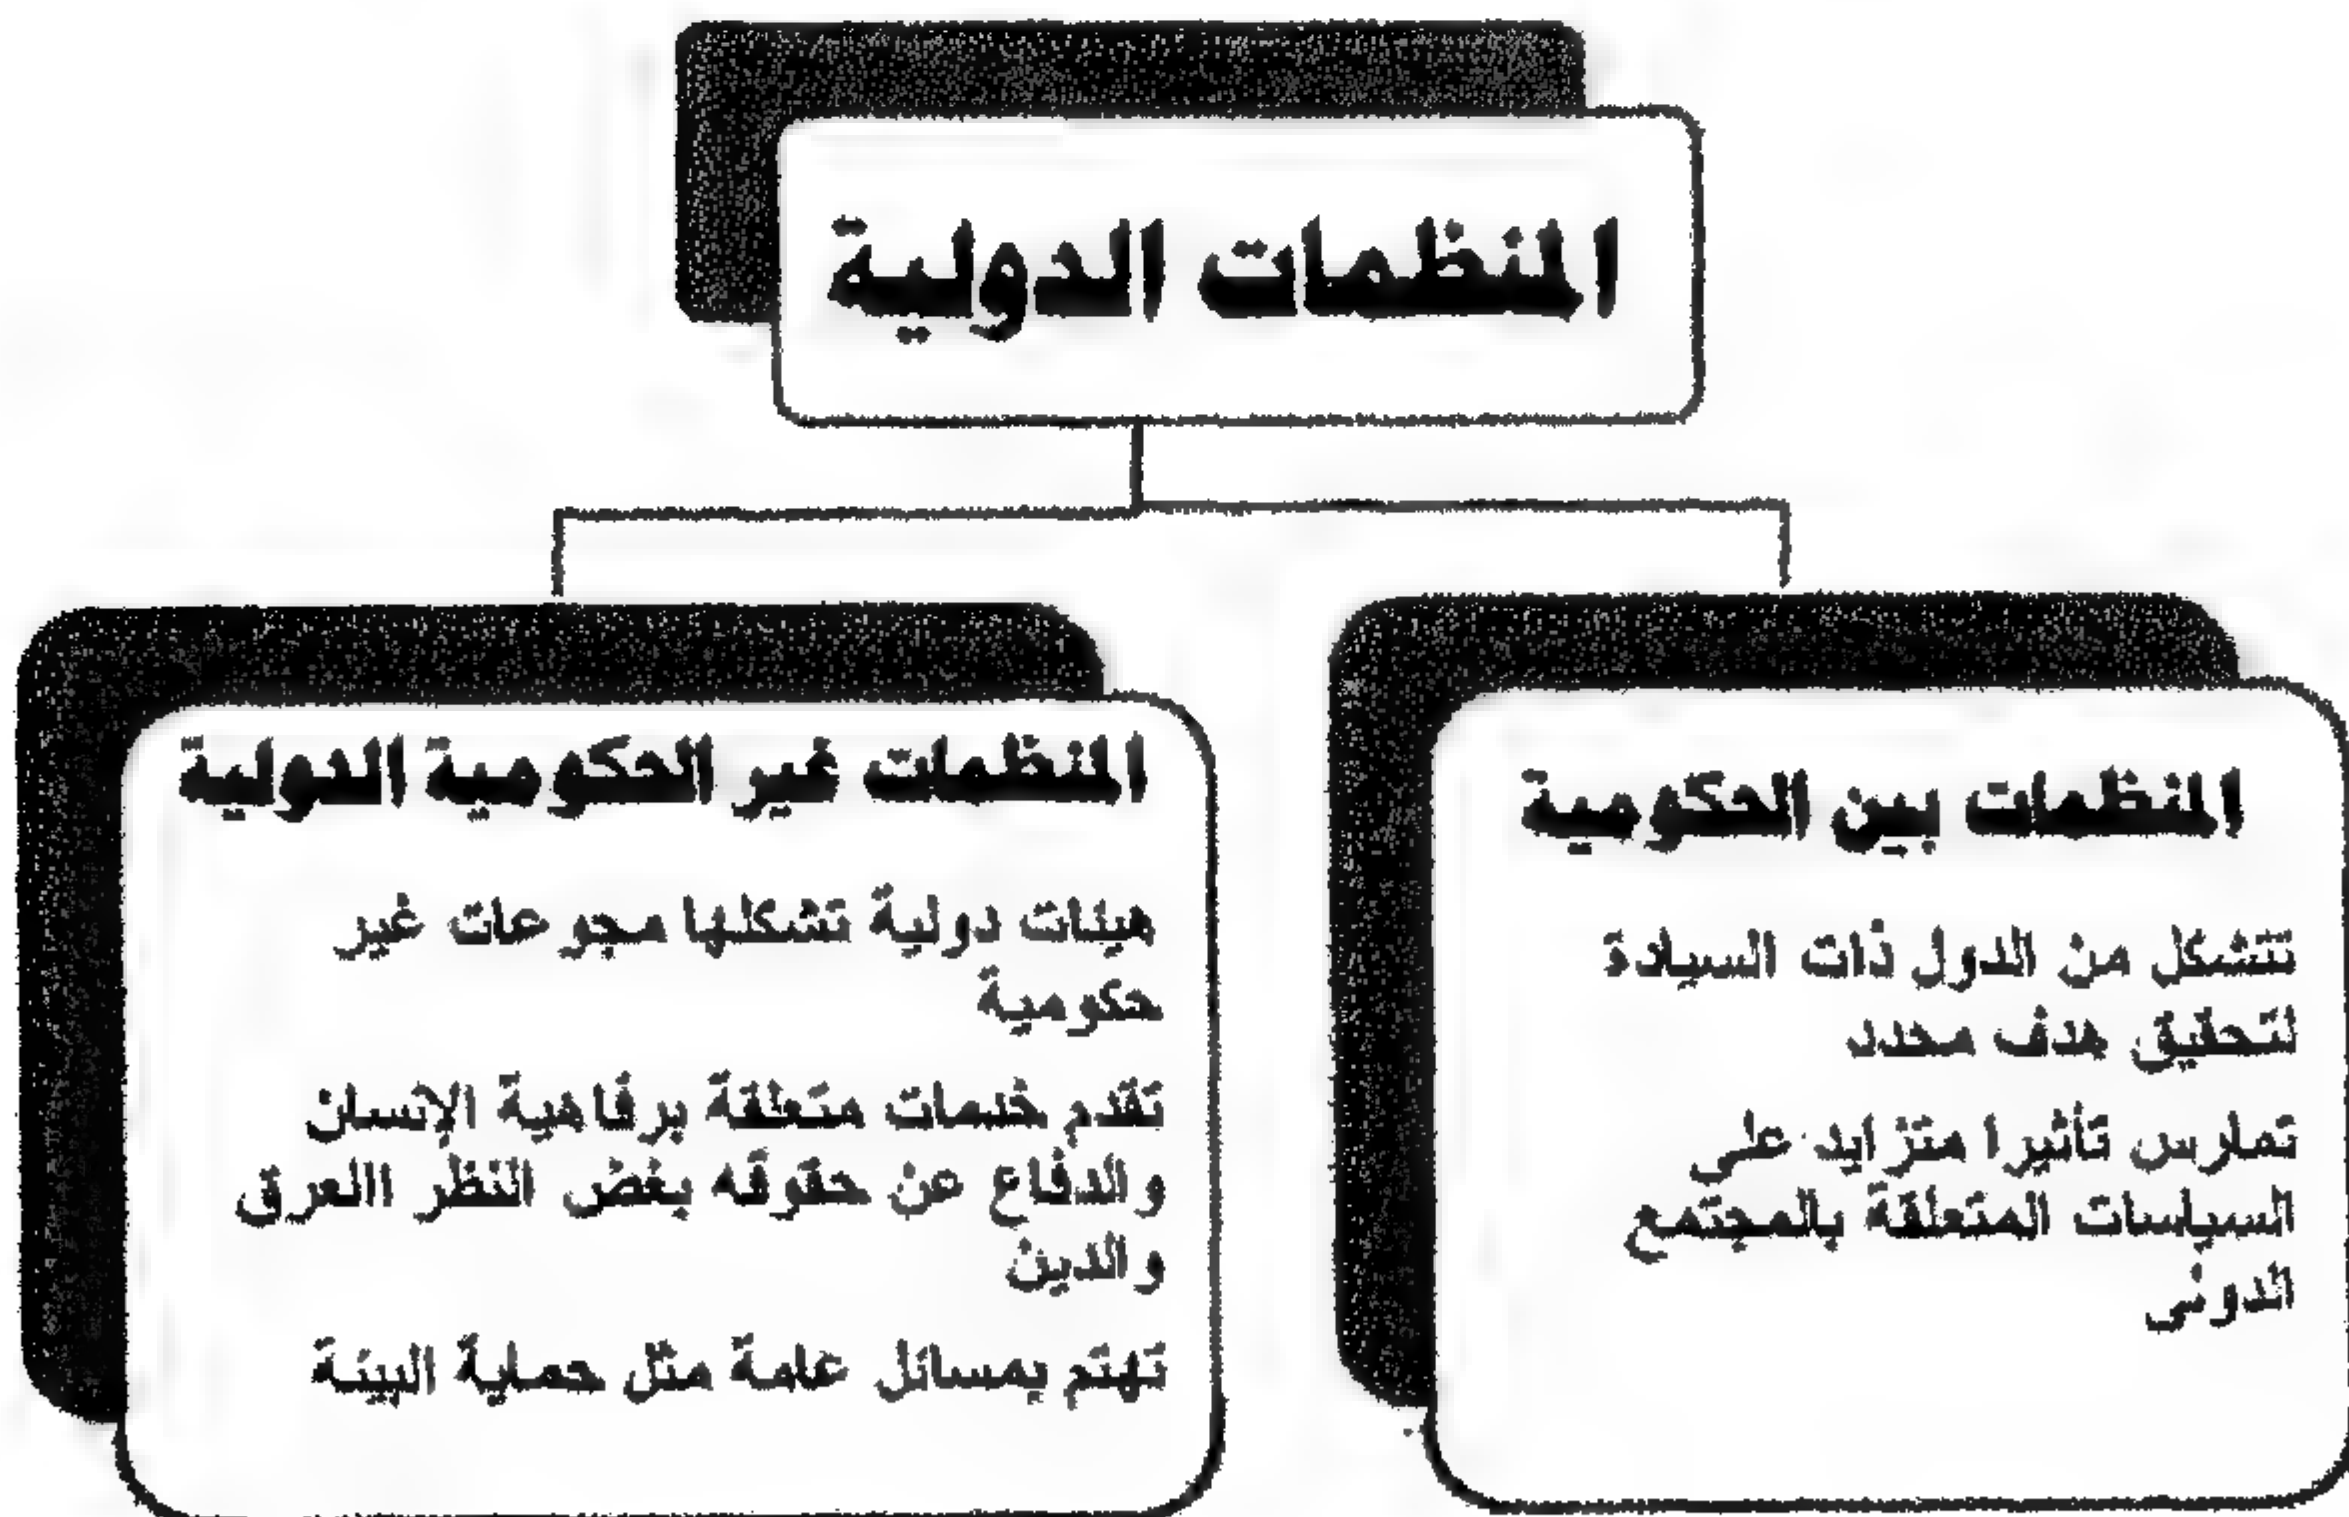 المنظمات الدولية
المنظمات بين الحكومية
تتشكل من الدول ذات السيادة
لتحقيق هدف محدد
تمارس تأثيرا متزايد على
السياسات المتعلقة بالمجتمع
الدولى
المنظمات غير الحكومية الدولية
هيئات دولية تشكلها مجوعات غير
حكومية
تقدم خدمات متعلقة برفاهية الإنسان
والدفاع عن حقوقه بغض النظر االعرق
والدين
تهتم بمسائل عامة مثل حماية البيئة